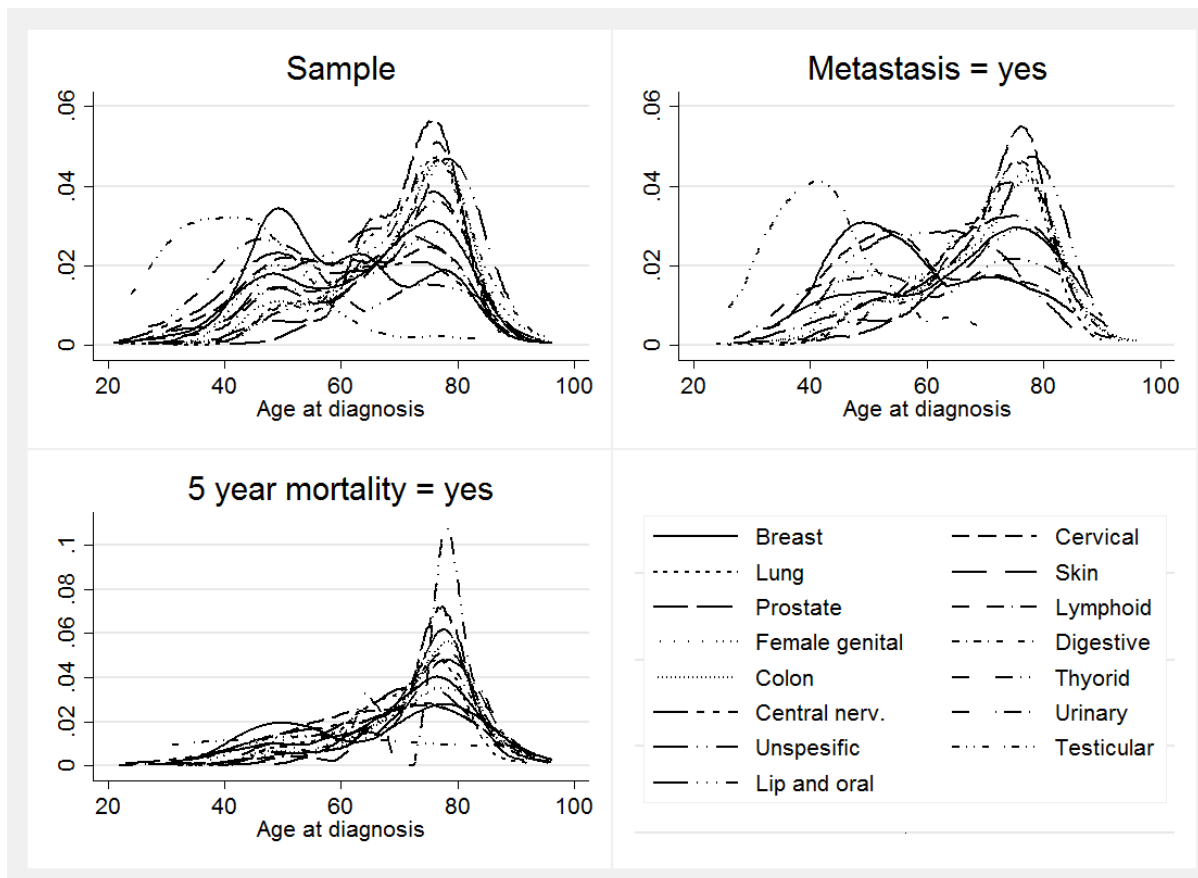 Sample
.06
.04
.02
0
20 40 60 80 100
Age at diagnosis
Metastasis = yes
.06
.04
.02
0
20 40 60 80 100
Age at diagnosis
5 year mortality = yes
.1
.08
.06
.04
.02
0
20 40 60 80 100
Age at diagnosis
Breast Cervical
Lung Skin
Prostate Lymphoid
Female genital Digestive
Colon Thyorid
Central nerv. Urinary
Unspesific Testicular
Lip and oral